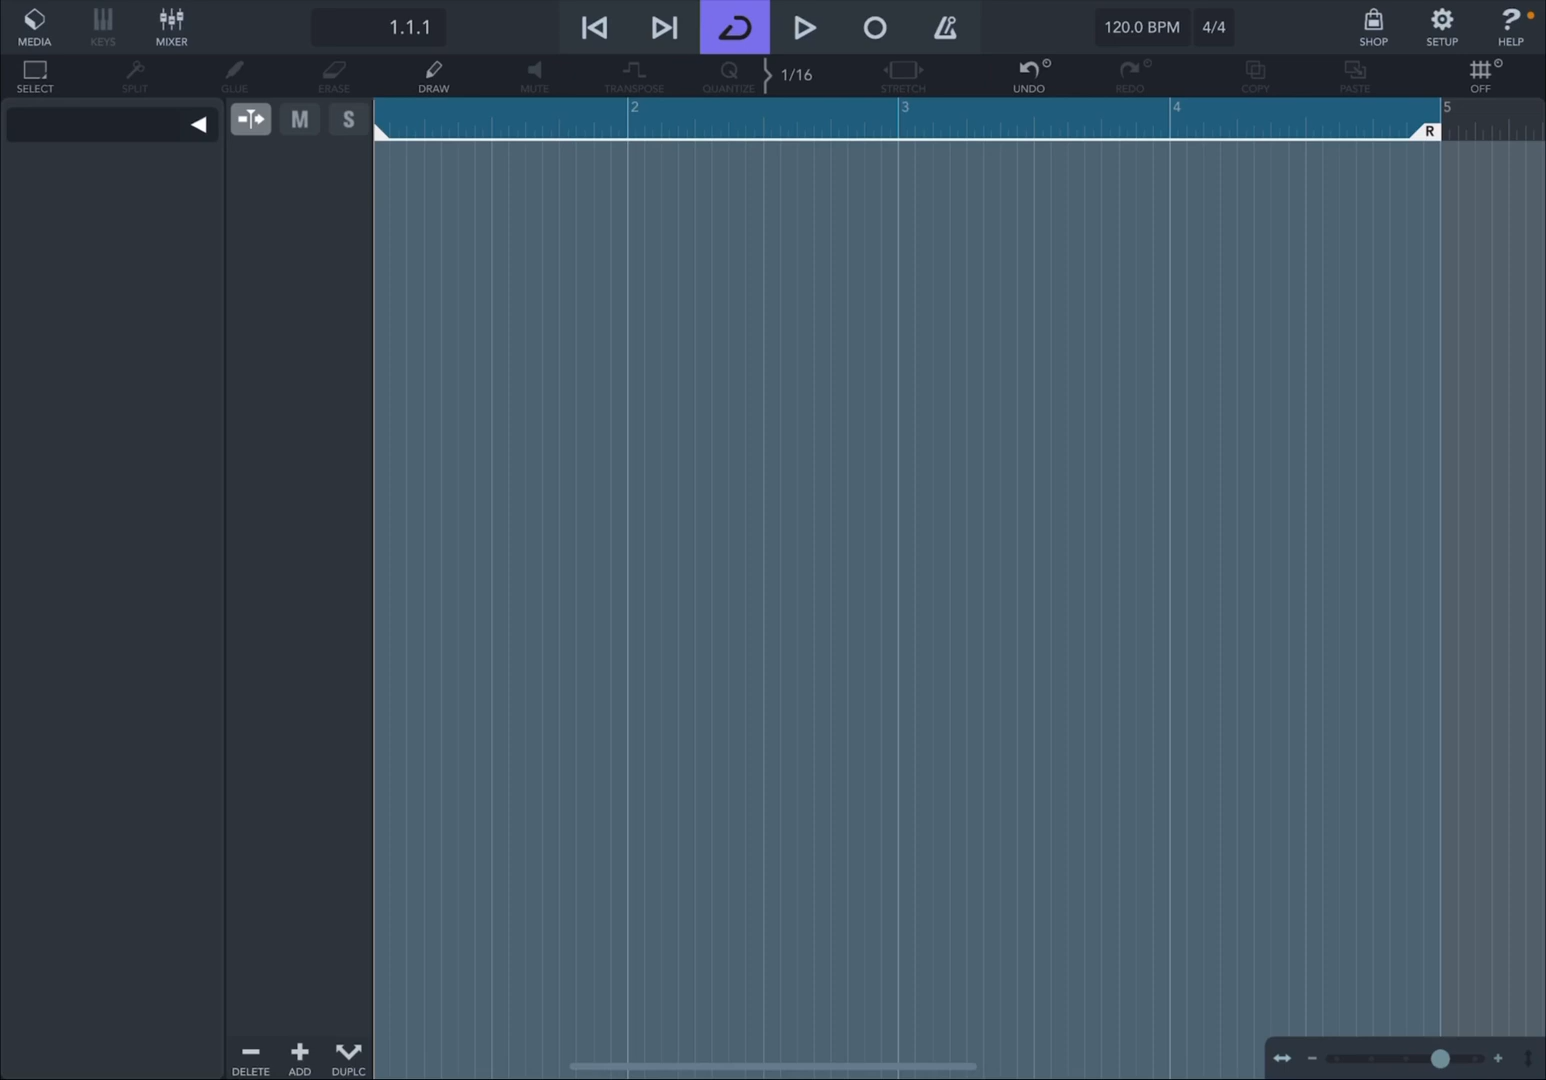 1.1.1 120.0 BPM 4/4
MEDIA KEYS MIXER SHOP SETUP HELP
SELECT SPLIT GLUE ERASE DRAW MUTE TRANSPOSE QUANTIZE 1/16 STRETCH UNDO REDO COPY PASTE OFF
M S 2 3 4 5
R
DELETE ADD DUPLC